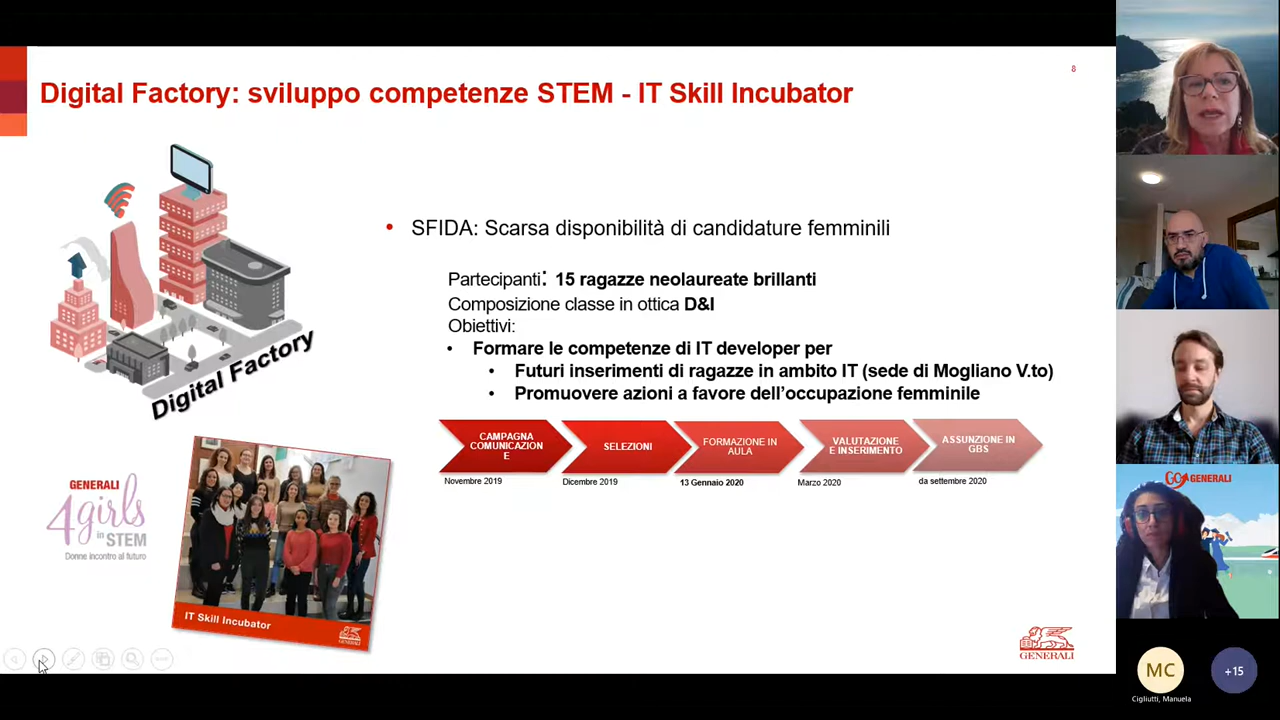 8
Digital Factory: sviluppo competenze STEM - IT Skill Incubator
Digital Factory
• SFIDA: Scarsa disponibilità di candidature femminili
Partecipanti: 15 ragazze neolaureate brillanti
Composizione classe in ottica D&I
Obiettivi:
• Formare le competenze di IT developer per
• Futuri inserimenti di ragazze in ambito IT (sede di Mogliano V.to)
• Promuovere azioni a favore dell'occupazione femminile
CAMPAGNA
COMUNICAZION
E
Novembre 2019
SELEZIONI
Dicembre 2019
FORMAZIONE IN
AULA
13 Gennaio 2020
VALUTAZIONE
E INSERIMENTO
Marzo 2020
ASSUNZIONE IN
GBS
da settembre 2020
GENERALI
4girls
in STEM
Donne incontro al futuro
IT Skill Incubator
GENERALI
GENERALI
GO GENERALI
MC
Cigliutti, Manuela
+15